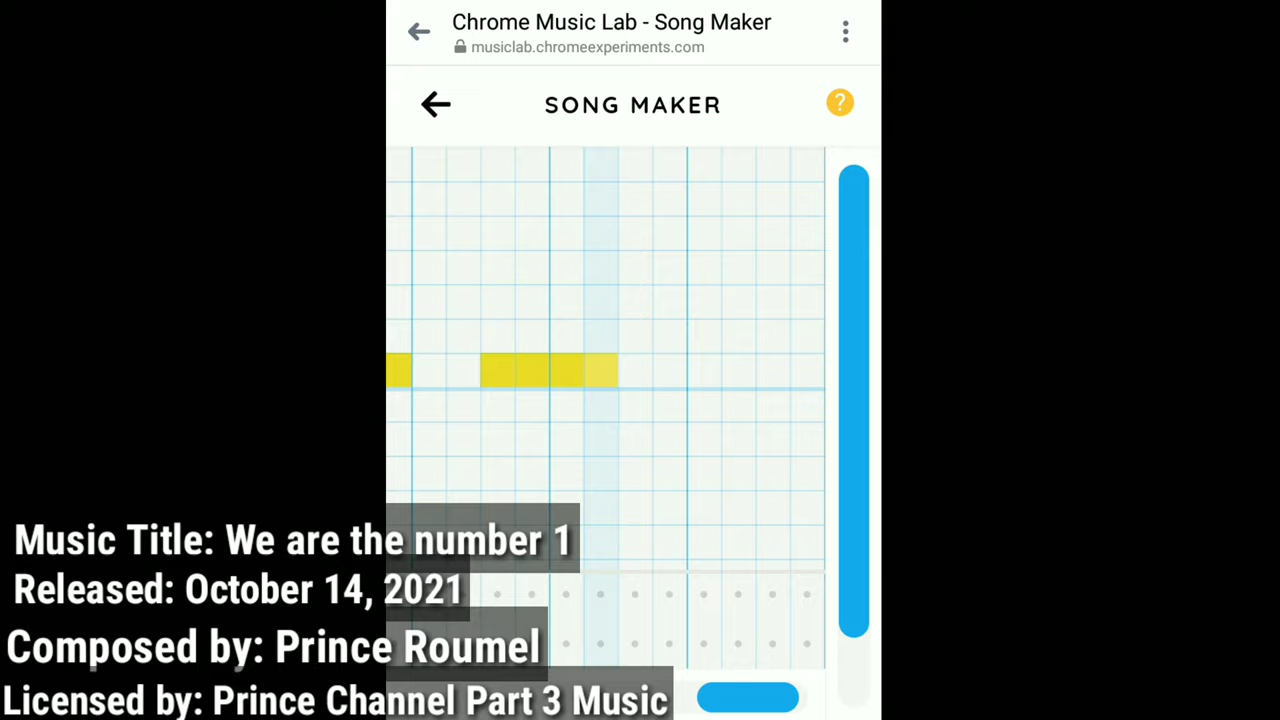 Chrome Music Lab - Song Maker
musiclab.chromeexperiments.com
SONG MAKER
?
Music Title: We are the number 1
Released: October 14, 2021
Composed by: Prince Roumel
Licensed by: Prince Channel Part 3 Music